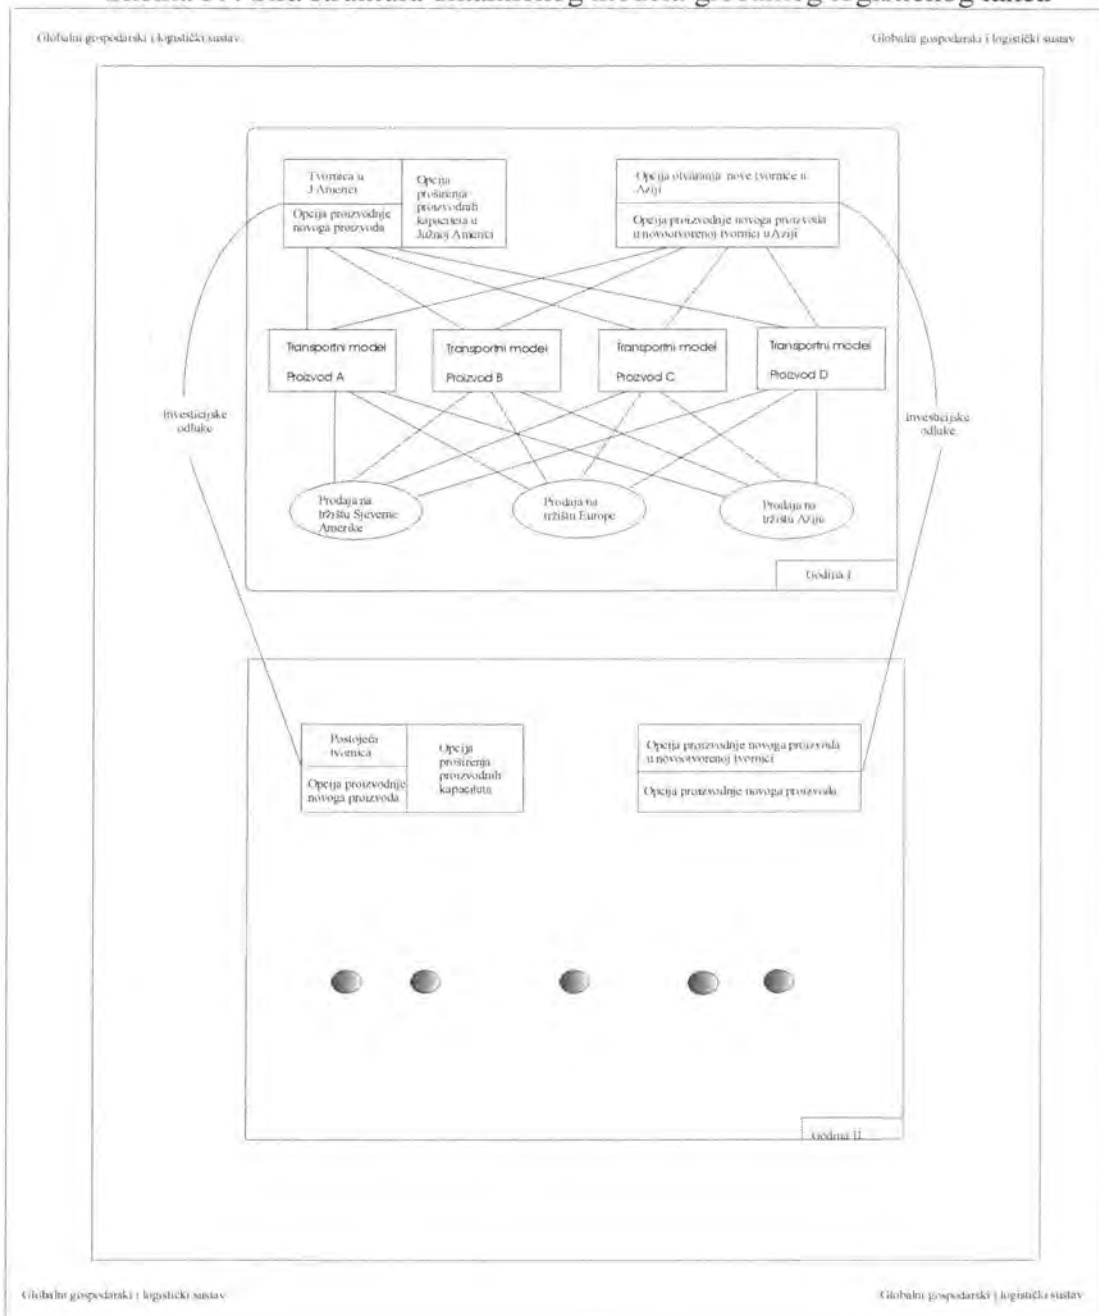 Globalni gospodarski i logistički sustav
Globalni gospodarski i logistički sustav
Tvornica u
J.Americi
Opcija proizvodnje
novoga proizvoda
Opcija
proširenja
proizvodnih
kapaciteta u
Južnoj Americi
Opcija otvaranja nove tvornice u
Aziji
Opcija proizvodnje novoga proizvoda
u novootvorenoj tvornici u Aziji
Transportni model
Proizvod A
Transportni model
Proizvod B
Transportni model
Proizvod C
Transportni model
Proizvod D
Investicijske
odluke
Investicijske
odluke
Prodaja na
tržištu Sjeverne
Amerike
Prodaja na
tržištu Europe
Prodaja na
tržištu Azije
Godina I
Postojeća
tvornica
Opcija proizvodnje
novoga proizvoda
Opcija
proširenja
proizvodnih
kapaciteta
Opcija proizvodnje novoga proizvoda
u novootvorenoj tvornici
Opcija proizvodnje novoga proizvoda
Godina II
Globalni gospodarski i logistički sustav
Globalni gospodarski i logistički sustav